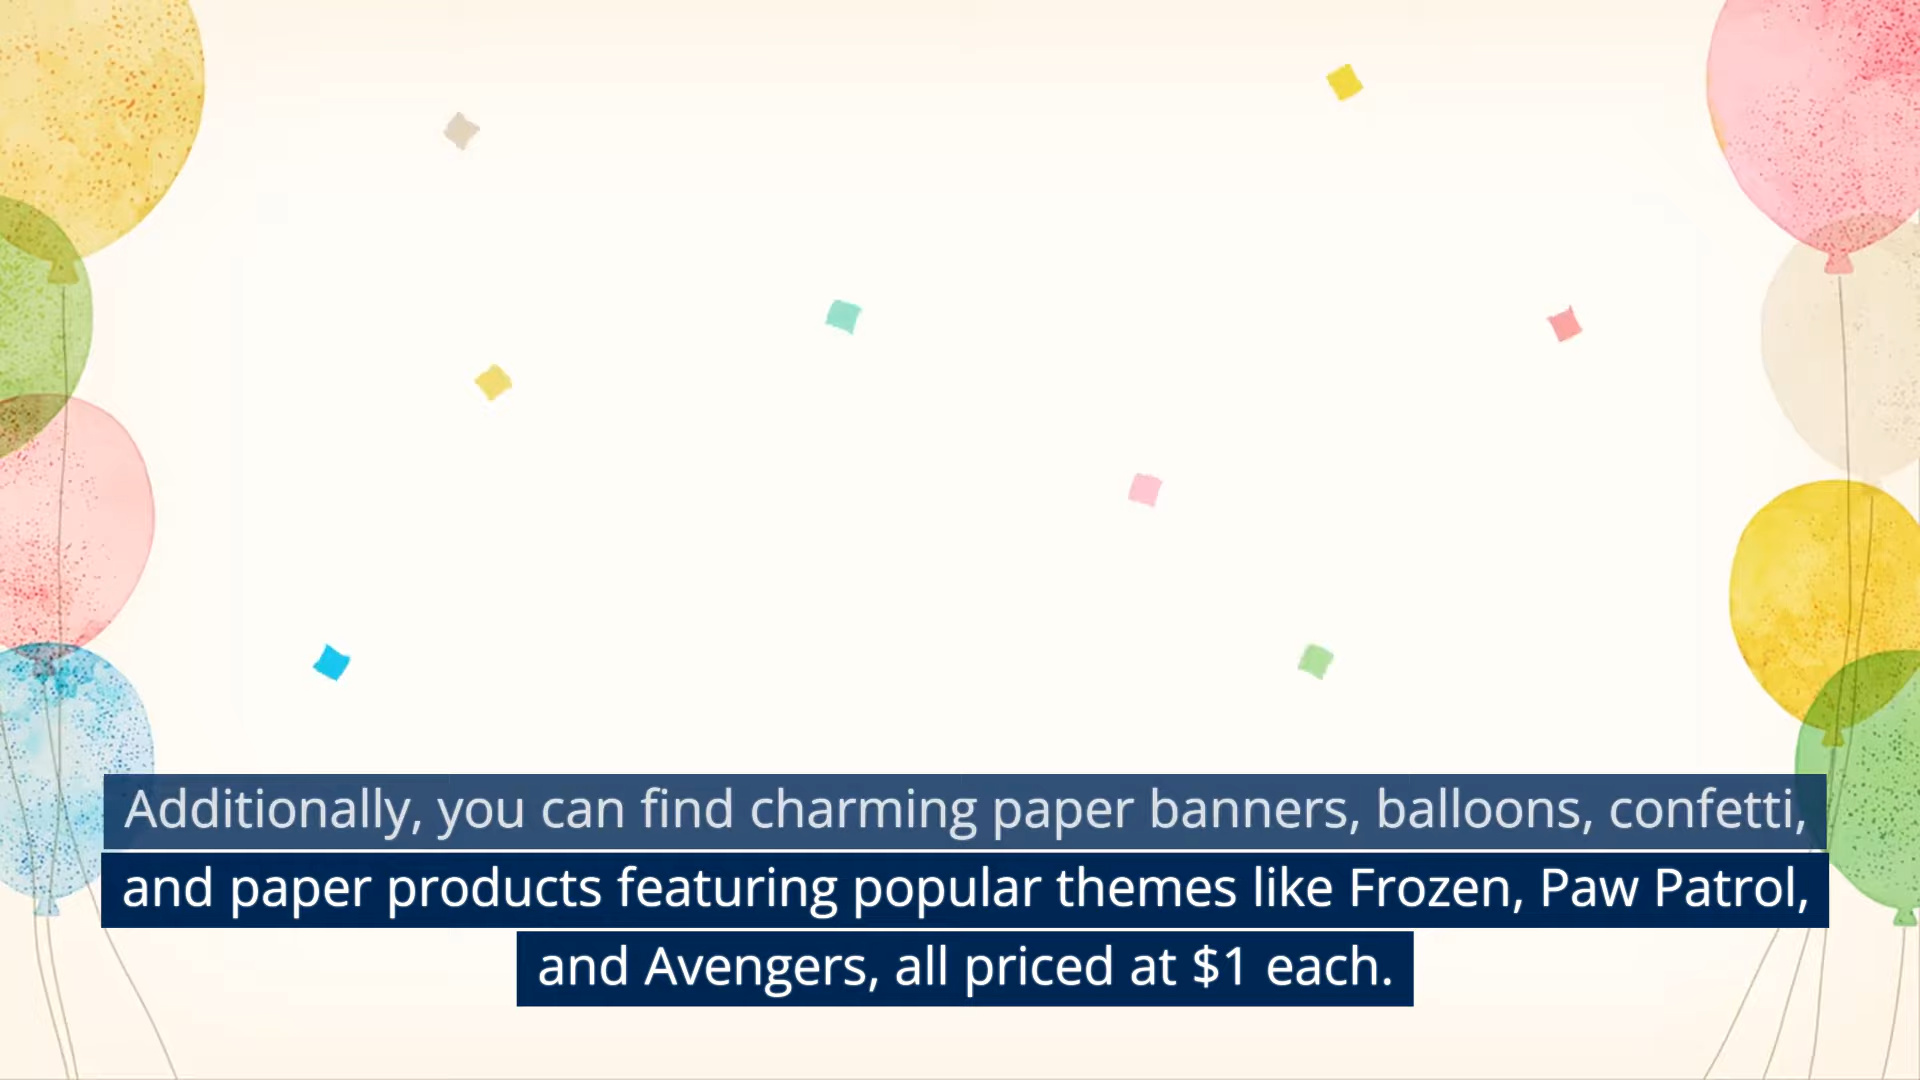 Additionally, you can find charming paper banners, balloons, confetti,
and paper products featuring popular themes like Frozen, Paw Patrol,
and Avengers, all priced at $1 each.